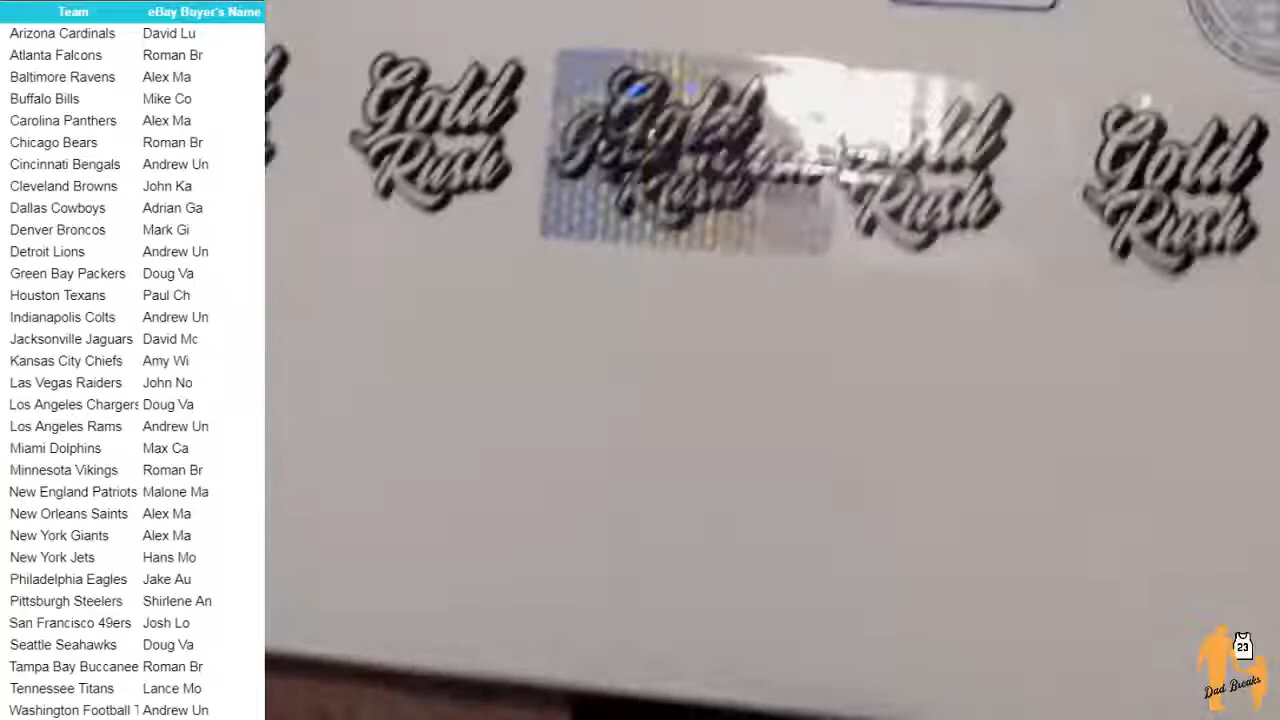 Team eBay Buyer's Name
Arizona Cardinals David Lu
Atlanta Falcons Roman Br
Baltimore Ravens Alex Ma
Buffalo Bills Mike Co
Carolina Panthers Alex Ma
Chicago Bears Roman Br
Cincinnati Bengals Andrew Un
Cleveland Browns John Ka
Dallas Cowboys Adrian Ga
Denver Broncos Mark Gi
Detroit Lions Andrew Un
Green Bay Packers Doug Va
Houston Texans Paul Ch
Indianapolis Colts Andrew Un
Jacksonville Jaguars David Mc
Kansas City Chiefs Amy Wi
Las Vegas Raiders John No
Los Angeles Chargers Doug Va
Los Angeles Rams Andrew Un
Miami Dolphins Max Ca
Minnesota Vikings Roman Br
New England Patriots Malone Ma
New Orleans Saints Alex Ma
New York Giants Alex Ma
New York Jets Hans Mo
Philadelphia Eagles Jake Au
Pittsburgh Steelers Shirlene An
San Francisco 49ers Josh Lo
Seattle Seahawks Doug Va
Tampa Bay Buccanee Roman Br
Tennessee Titans Lance Mo
Washington Football T Andrew Un
Gold
Rush
Gold
Rush
Rush
Gold
Rush
23
Dad Breaks